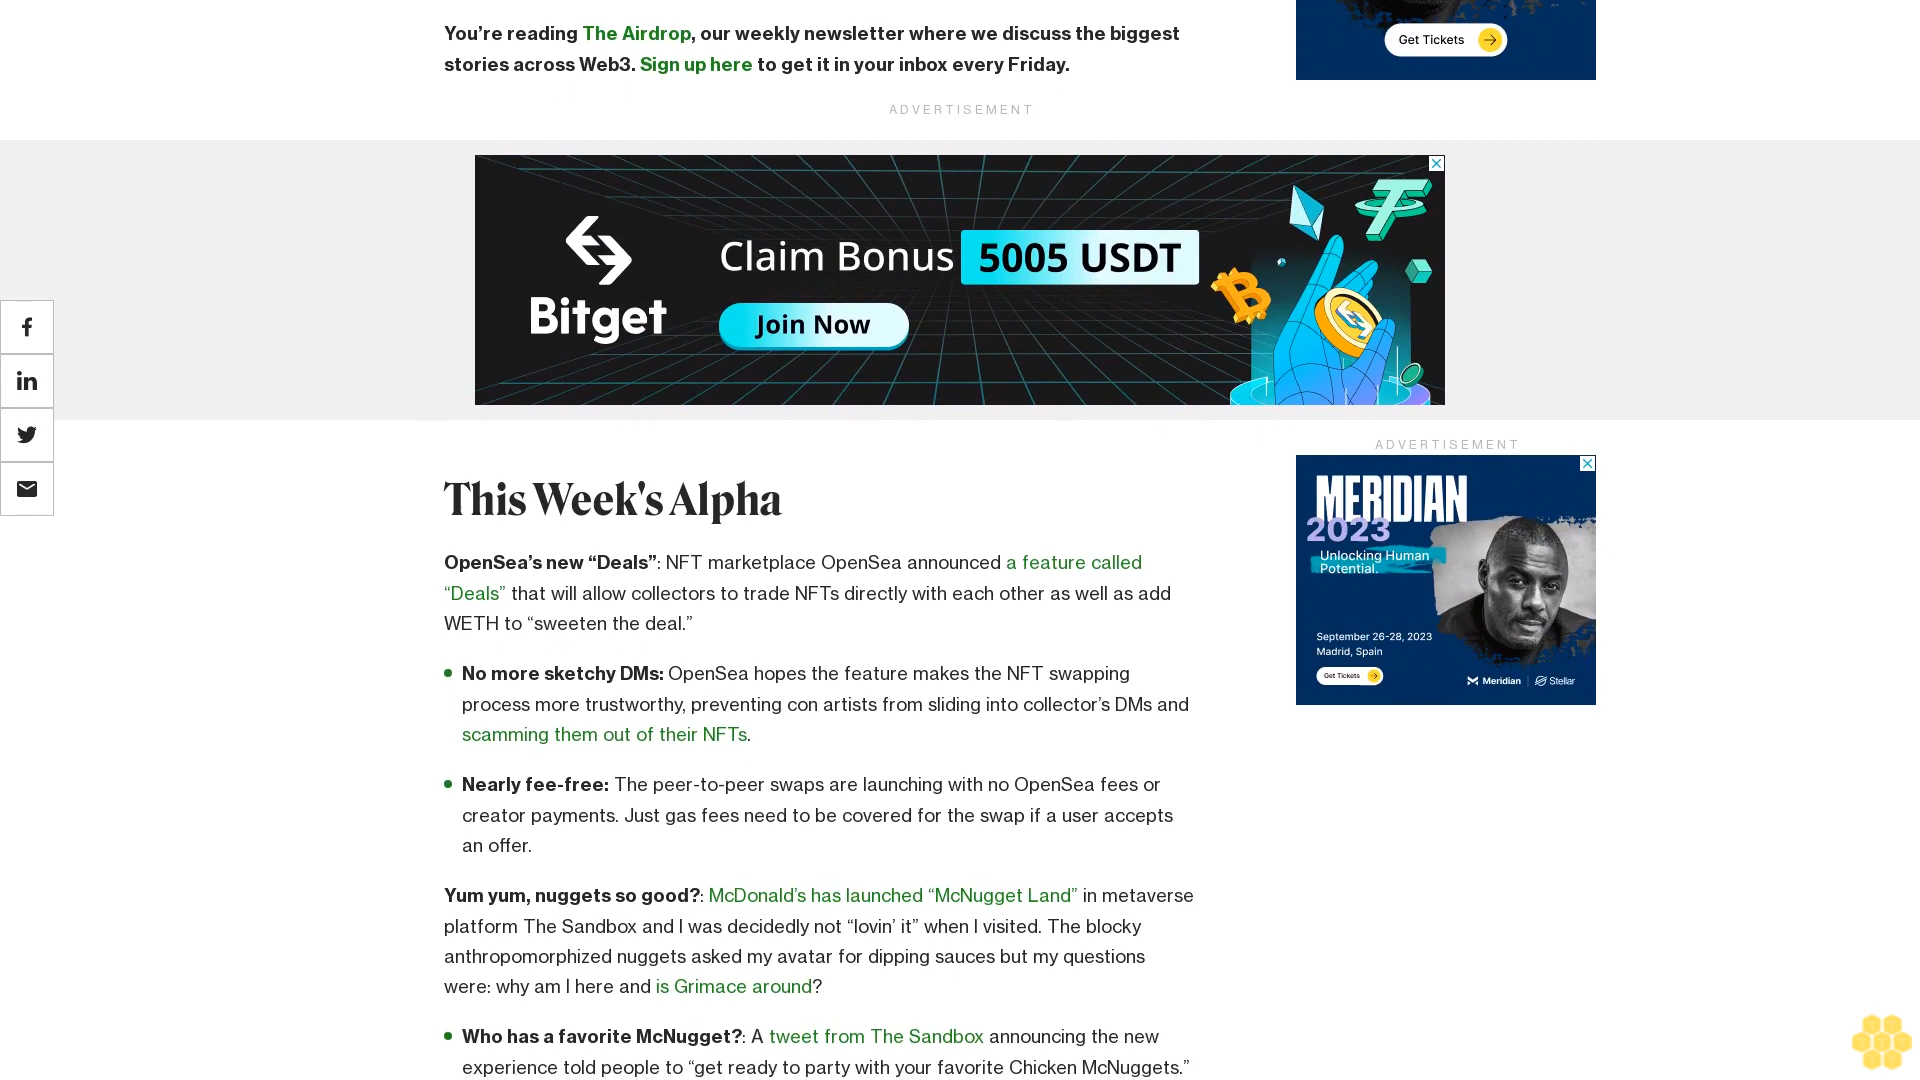 You’re reading The Airdrop, our weekly newsletter where we discuss the biggest
stories across Web3. Sign up here to get it in your inbox every Friday.
Get Tickets
ADVERTISEMENT
Bitget
Claim Bonus 5005 USDT
Join Now
ADVERTISEMENT
MERIDIAN
2023
Unlocking Human
Potential.
September 26-28, 2023
Madrid, Spain
Get Tickets
Meridian | Stellar
This Week's Alpha
OpenSea’s new “Deals”: NFT marketplace OpenSea announced a feature called
“Deals” that will allow collectors to trade NFTs directly with each other as well as add
WETH to “sweeten the deal.”
No more sketchy DMs: OpenSea hopes the feature makes the NFT swapping
process more trustworthy, preventing con artists from sliding into collector’s DMs and
scamming them out of their NFTs.
Nearly fee-free: The peer-to-peer swaps are launching with no OpenSea fees or
creator payments. Just gas fees need to be covered for the swap if a user accepts
an offer.
Yum yum, nuggets so good?: McDonald’s has launched “McNugget Land” in metaverse
platform The Sandbox and I was decidedly not “lovin’ it” when I visited. The blocky
anthropomorphized nuggets asked my avatar for dipping sauces but my questions
were: why am I here and is Grimace around?
Who has a favorite McNugget?: A tweet from The Sandbox announcing the new
experience told people to “get ready to party with your favorite Chicken McNuggets.”